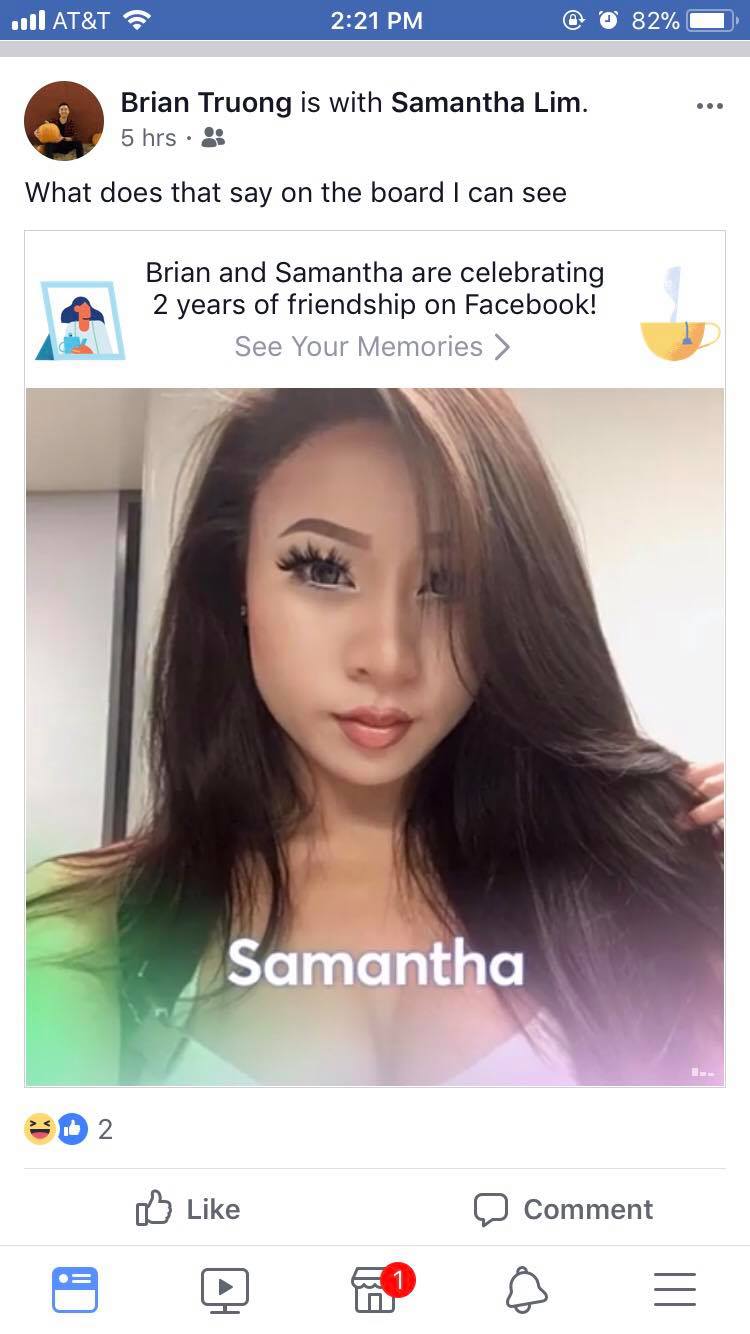 AT&T 2:21 PM 82%
Brian Truong is with Samantha Lim.
5 hrs ·
What does that say on the board I can see
Brian and Samantha are celebrating
2 years of friendship on Facebook!
See Your Memories
Samantha
2
Like Comment
1